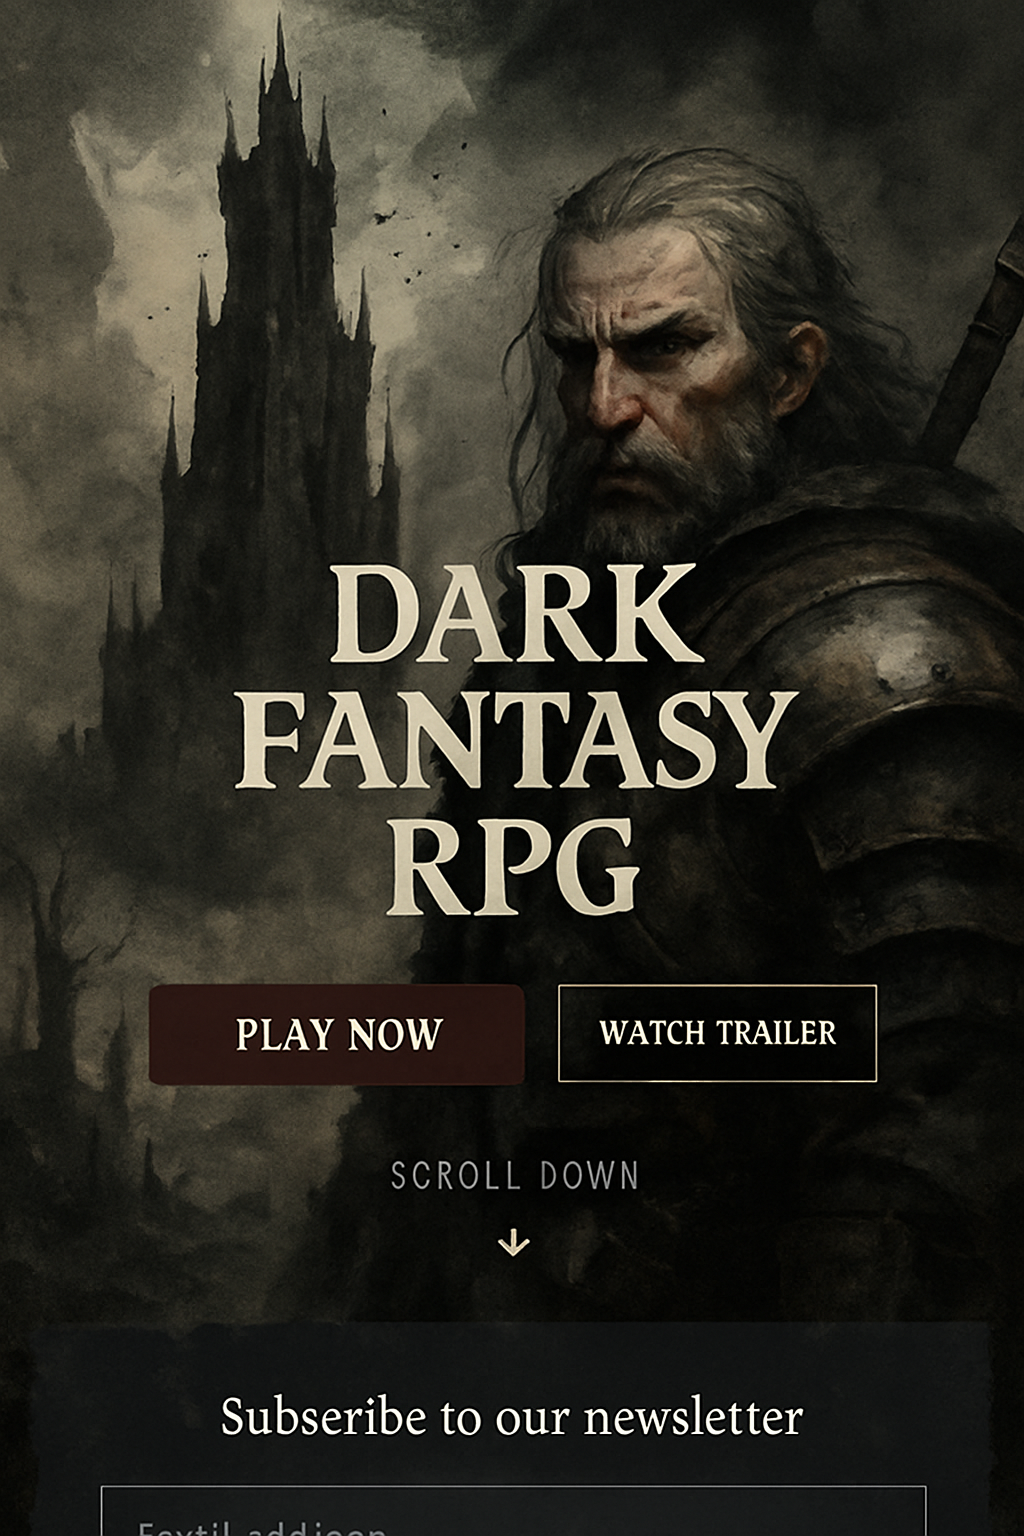 DARK
FANTASY
RPG
PLAY NOW
WATCH TRAILER
SCROLL DOWN
Subseribe to our newsletter